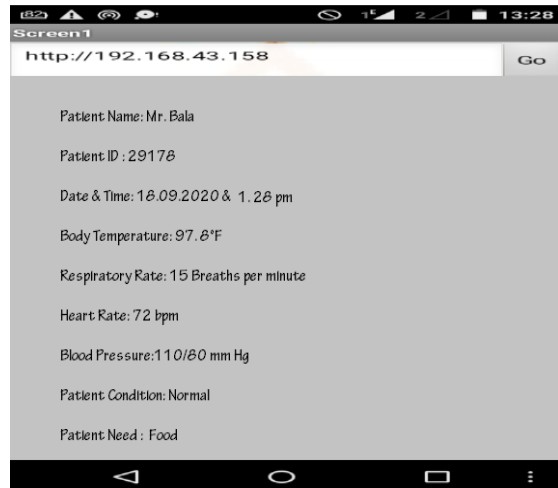 82 13:28
Screen1
http://192.168.43.158 Go
Patient Name: Mr. Bala
Patient ID : 29178
Date & Time: 18.09.2020 & 1.28 pm
Body Temperature: 97.8°F
Respiratory Rate: 15 Breaths per minute
Heart Rate: 72 bpm
Blood Pressure:110/80 mm Hg
Patient Condition: Normal
Patient Need : Food